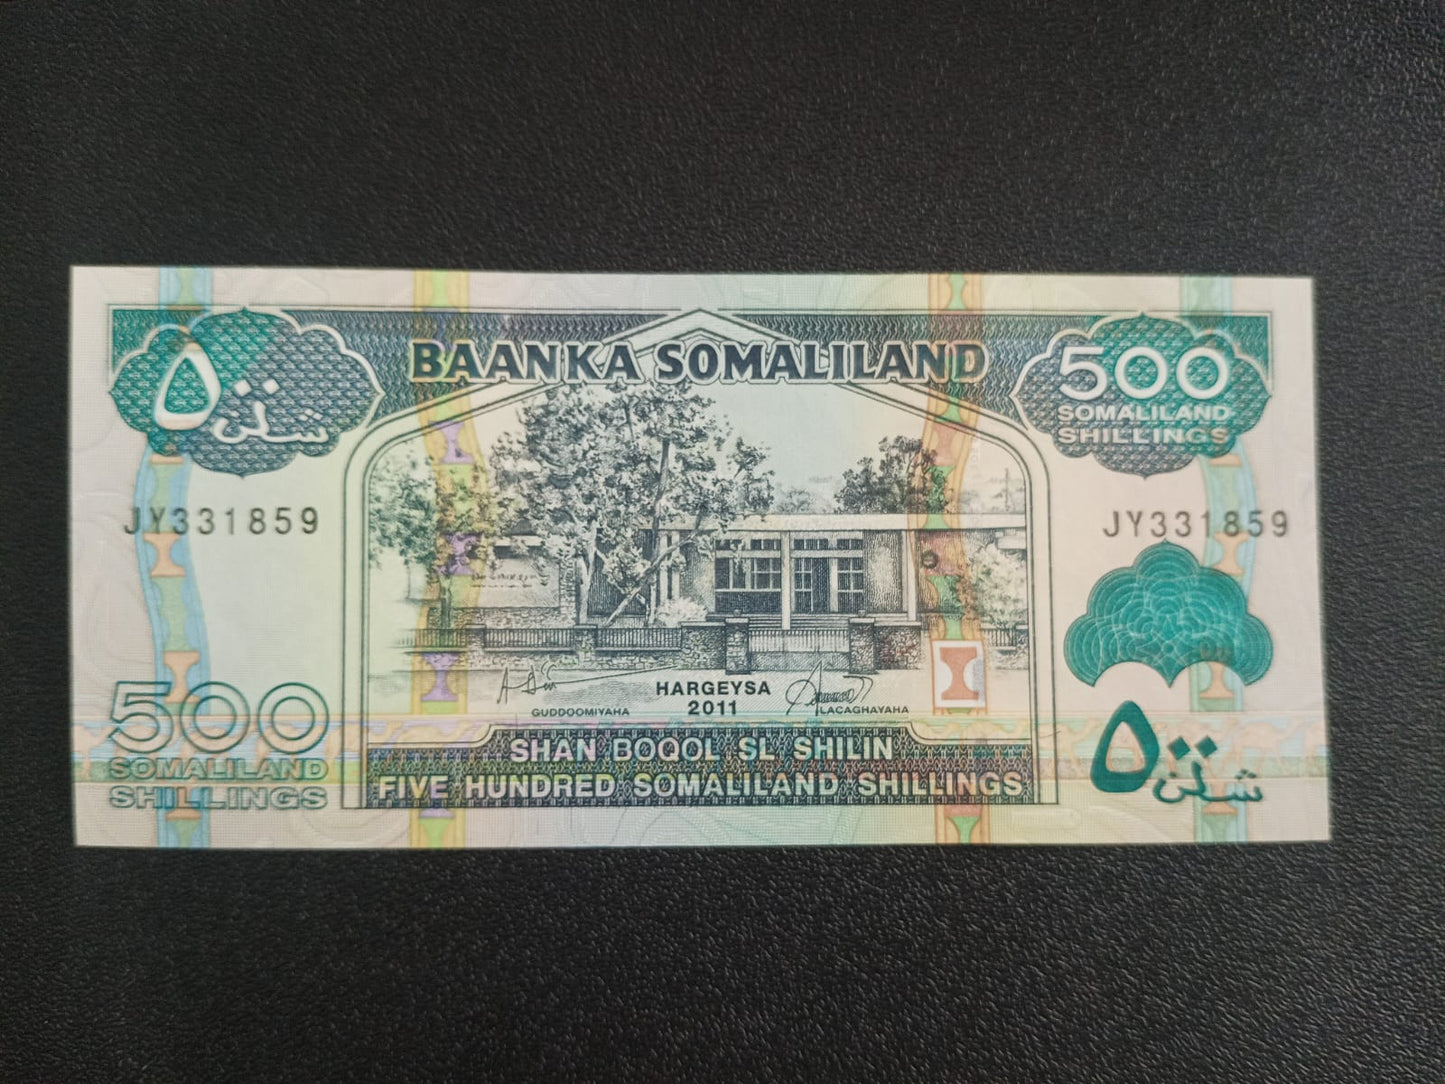 BAANKA SOMALILAND
٥٠٠
شلن
500
SOMALILAND
SHILLINGS
JY331859
JY331859
HARGEYSA
2011
GUDDOOMIYAHA
LACAGHAYAHA
500
SOMALILAND
SHILLINGS
SHAN BOQOL SL SHILIN
FIVE HUNDRED SOMALILAND SHILLINGS
٥٠٠
شلن